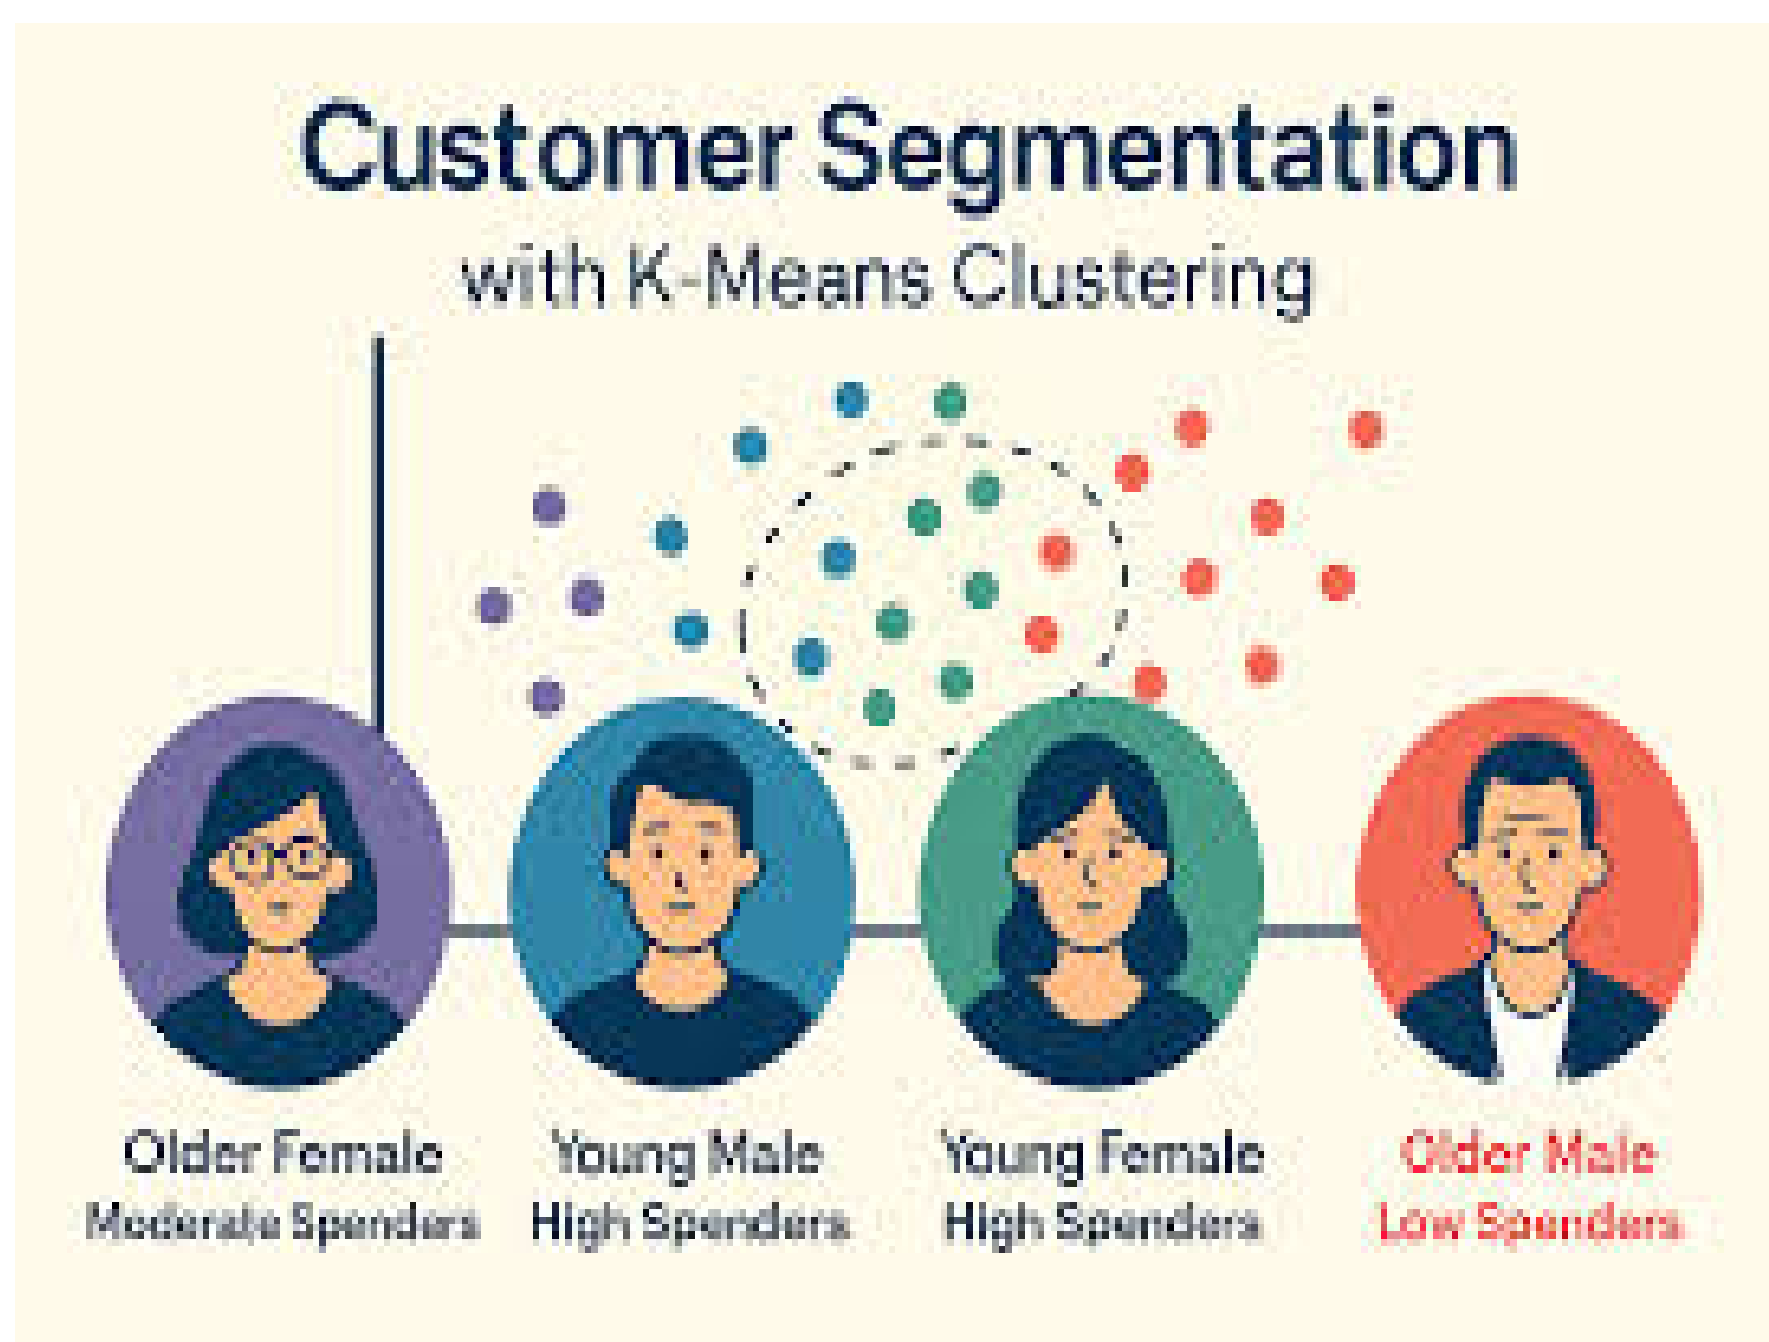 Customer Segmentation
with K-Means Clustering
Older Female
Moderate Spenders
Young Male
High Spenders
Young Female
High Spenders
Older Male
Low Spenders